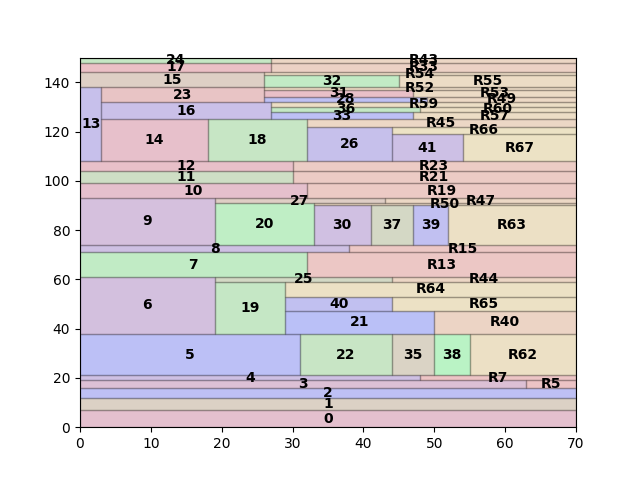 24 R43
17 R33
R54
15 32 R55
R52
31 R53
23 28 R49
13 36 R59 R60
16 33 R57
R45
R66
14 18 26 41 R67
12 R23
11 R21
10 R19
27 R50 R47
9 20 30 37 39 R63
8 R15
7 R13
25 R44
R64
6 19 40 R65
21 R40
5 22 35 38 R62
4 R7
3 R5
2
1
0
140
120
100
80
60
40
20
0
0 10 20 30 40 50 60 70